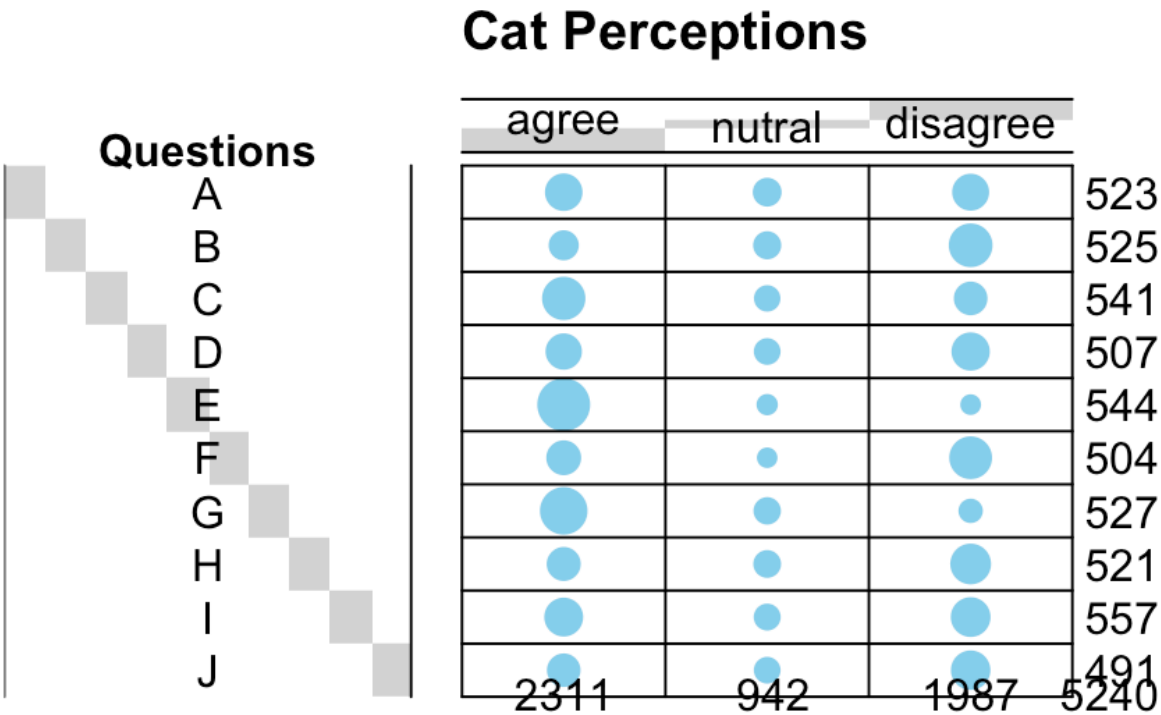 Cat Perceptions
agree nutral disagree
Questions
A 523
B 525
C 541
D 507
E 544
F 504
G 527
H 521
I 557
J 491
2311 942 1987 5240